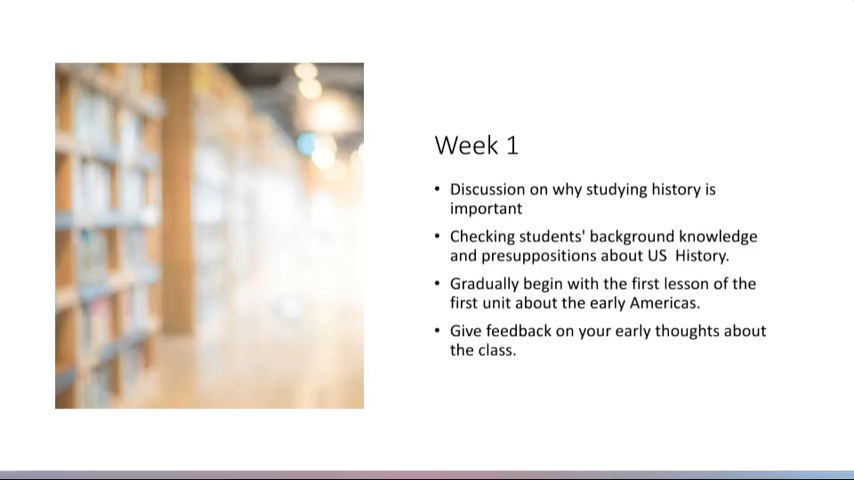 Week 1
• Discussion on why studying history is
important
• Checking students' background knowledge
and presuppositions about US  History.
• Gradually begin with the first lesson of the
first unit about the early Americas.
• Give feedback on your early thoughts about
the class.